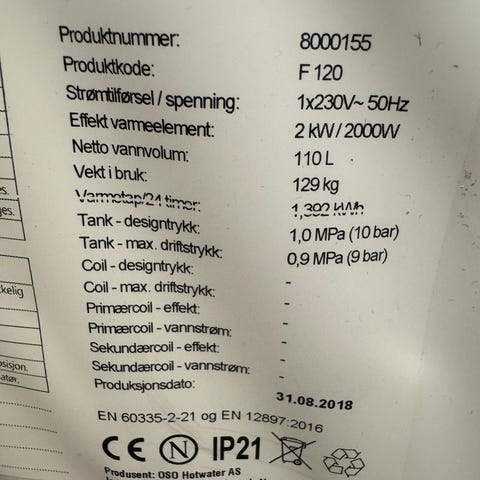 Produktnummer: 8000155
Produktkode: F 120
Strømtilførsel / spenning: 1x230V~ 50Hz
Effekt varmeelement: 2 kW / 2000W
Netto vannvolum: 110 L
Vekt i bruk: 129 kg
Varmetap/24 timer: 1,392 kWh
Tank - designtrykk: 1,0 MPa (10 bar)
Tank - max. driftstrykk: 0,9 MPa (9 bar)
Coil - designtrykk: -
Coil - max. driftstrykk: -
Primærcoil - effekt: -
Primærcoil - vannstrøm: -
Sekundærcoil - effekt: -
Sekundærcoil - vannstrøm: -
Produksjonsdato: 31.08.2018
EN 60335-2-21 og EN 12897:2016
CE N IP21
Produsent: OSO Hotwater AS